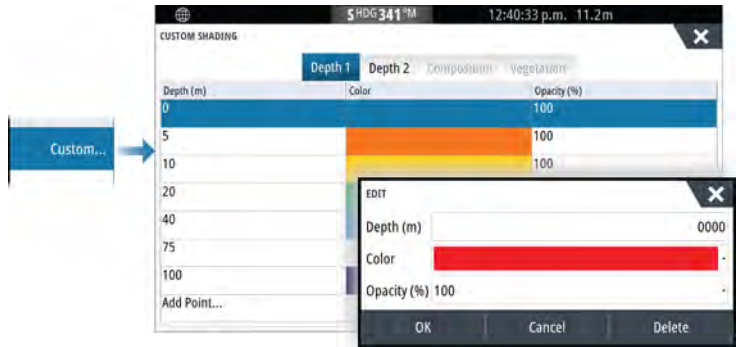 S HDG 341 °M 12:40:33 p.m. 11.2m
CUSTOM SHADING
Depth 1 Depth 2 Composition Vegetation
Depth (m) Color Opacity (%)
0 100
5 100
10 100
20
40
75
100
Add Point...
Custom...
EDIT
Depth (m) 0000
Color
Opacity (%) 100
OK Cancel Delete